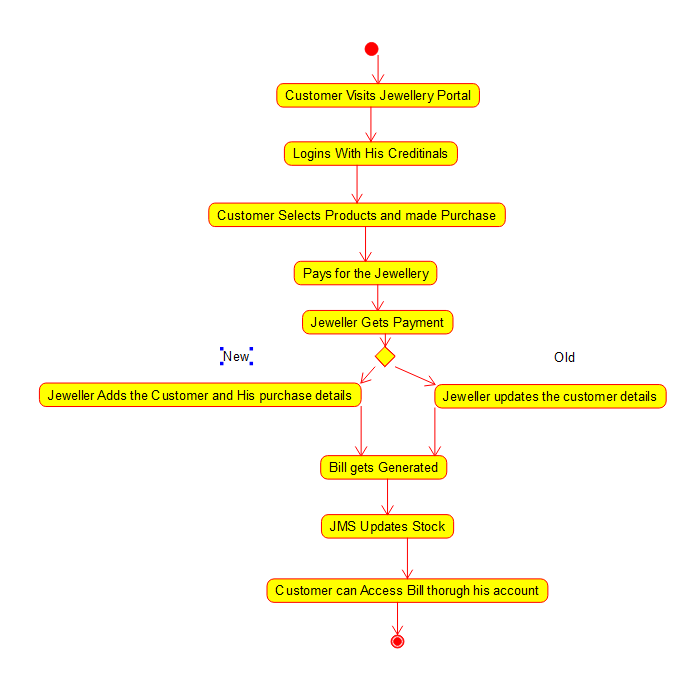 Customer Visits Jewellery Portal
Logins With His Creditinals
Customer Selects Products and made Purchase
Pays for the Jewellery
Jeweller Gets Payment
New
Old
Jeweller Adds the Customer and His purchase details
Jeweller updates the customer details
Bill gets Generated
JMS Updates Stock
Customer can Access Bill thorugh his account